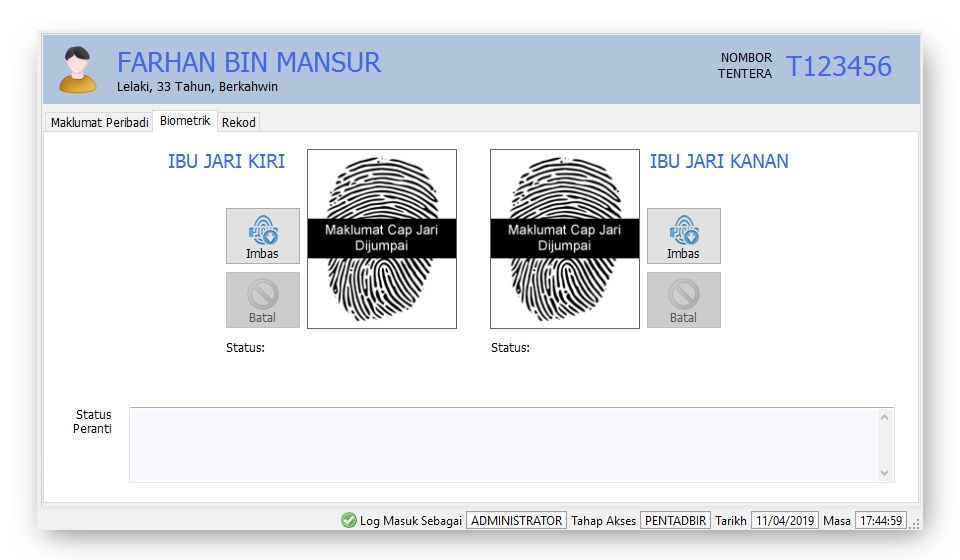 FARHAN BIN MANSUR
Lelaki, 33 Tahun, Berkahwin
NOMBOR
TENTERA
T123456
Maklumat Peribadi
Biometrik
Rekod
IBU JARI KIRI
Maklumat Cap Jari
Dijumpai
Imbas
Batal
Status:
Maklumat Cap Jari
Dijumpai
IBU JARI KANAN
Imbas
Batal
Status:
Status
Peranti
Log Masuk Sebagai ADMINISTRATOR Tahap Akses PENTADBIR Tarikh 11/04/2019 Masa 17:44:59